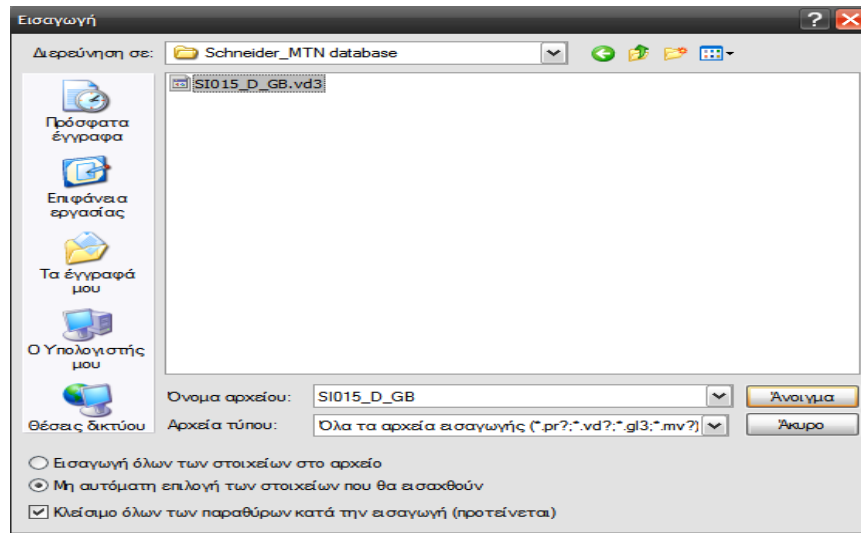 Εισαγωγή
Διερεύνηση σε: Schneider_MTN database
SI015_D_GB.vd3
Πρόσφατα
έγγραφα
Επιφάνεια
εργασίας
Τα έγγραφά
μου
Ο Υπολογιστής
μου
Θέσεις δικτύου
Όνομα αρχείου: SI015_D_GB Άνοιγμα
Αρχεία τύπου: Όλα τα αρχεία εισαγωγής (*.pr?;*.vd?;*.gl3;*.mv?) Άκυρο
Εισαγωγή όλων των στοιχείων στο αρχείο
Μη αυτόματη επιλογή των στοιχείων που θα εισαχθούν
Κλείσιμο όλων των παραθύρων κατά την εισαγωγή (προτείνεται)